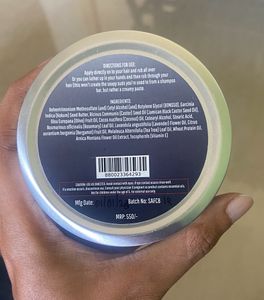 DIRECTIONS FOR USE:
Apply directly on to your hair and rub all over
Or you can lather up in your hands and then rub through your
hair (this won't create the soapy suds you're used to from a shampoo
bar, but rather a creamy paste).
INGREDIENTS:
Behentrimonium Methosulfate (and) Cetyl Alcohol (and) Butylene Glycol (BTMS50), Garcinia
Indica (Kokum) Seed Butter, Ricinus Communis (Castor) Seed Oil (Jamaican Black Castor Seed Oil),
Olea Europaea (Olive) Fruit Oil, Cocos nucifera (Coconut) Oil, Cetearyl Alcohol, Stearic Acid,
Rosmarinus officinalis (Rosemary) Leaf Oil, Lavandula angustifolia (Lavender) Flower Oil, Citrus
aurantium bergamia (Bergamot) Fruit Oil, Melaleuca Alternifolia (Tea Tree) Leaf Oil, Wheat Protein Oil,
Arnica Montana Flower Extract, Tocopherols (Vitamin E)
8800233364293
Mfg Date:
Batch No: SAFCB
MRP: 550/-